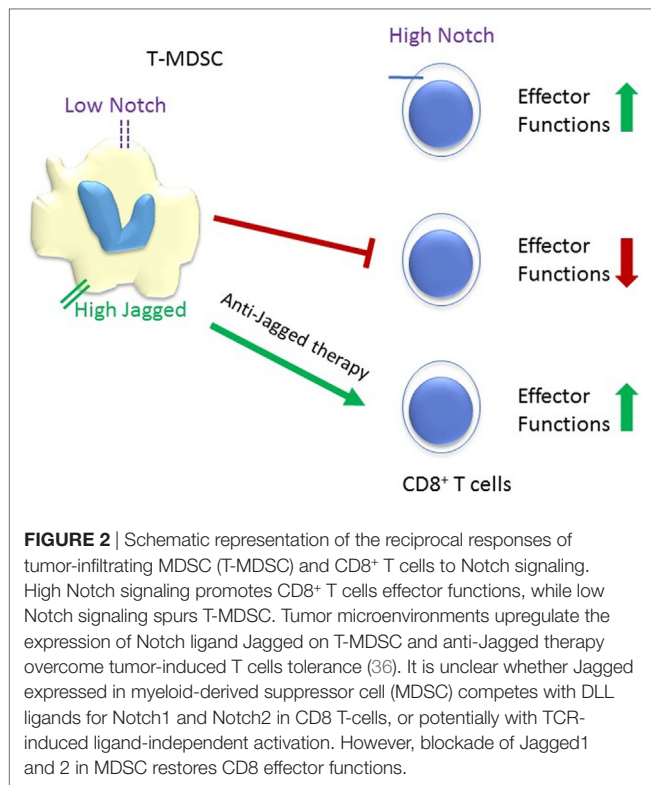 High Notch
T-MDSC
Low Notch
Effector
Functions
Effector
Functions
High Jagged
Anti-Jagged therapy
Effector
Functions
CD8⁺ T cells
FIGURE 2 | Schematic representation of the reciprocal responses of
tumor-infiltrating MDSC (T-MDSC) and CD8⁺ T cells to Notch signaling.
High Notch signaling promotes CD8⁺ T cells effector functions, while low
Notch signaling spurs T-MDSC. Tumor microenvironments upregulate the
expression of Notch ligand Jagged on T-MDSC and anti-Jagged therapy
overcome tumor-induced T cells tolerance (36). It is unclear whether Jagged
expressed in myeloid-derived suppressor cell (MDSC) competes with DLL
ligands for Notch1 and Notch2 in CD8 T-cells, or potentially with TCR-
induced ligand-independent activation. However, blockade of Jagged1
and 2 in MDSC restores CD8 effector functions.